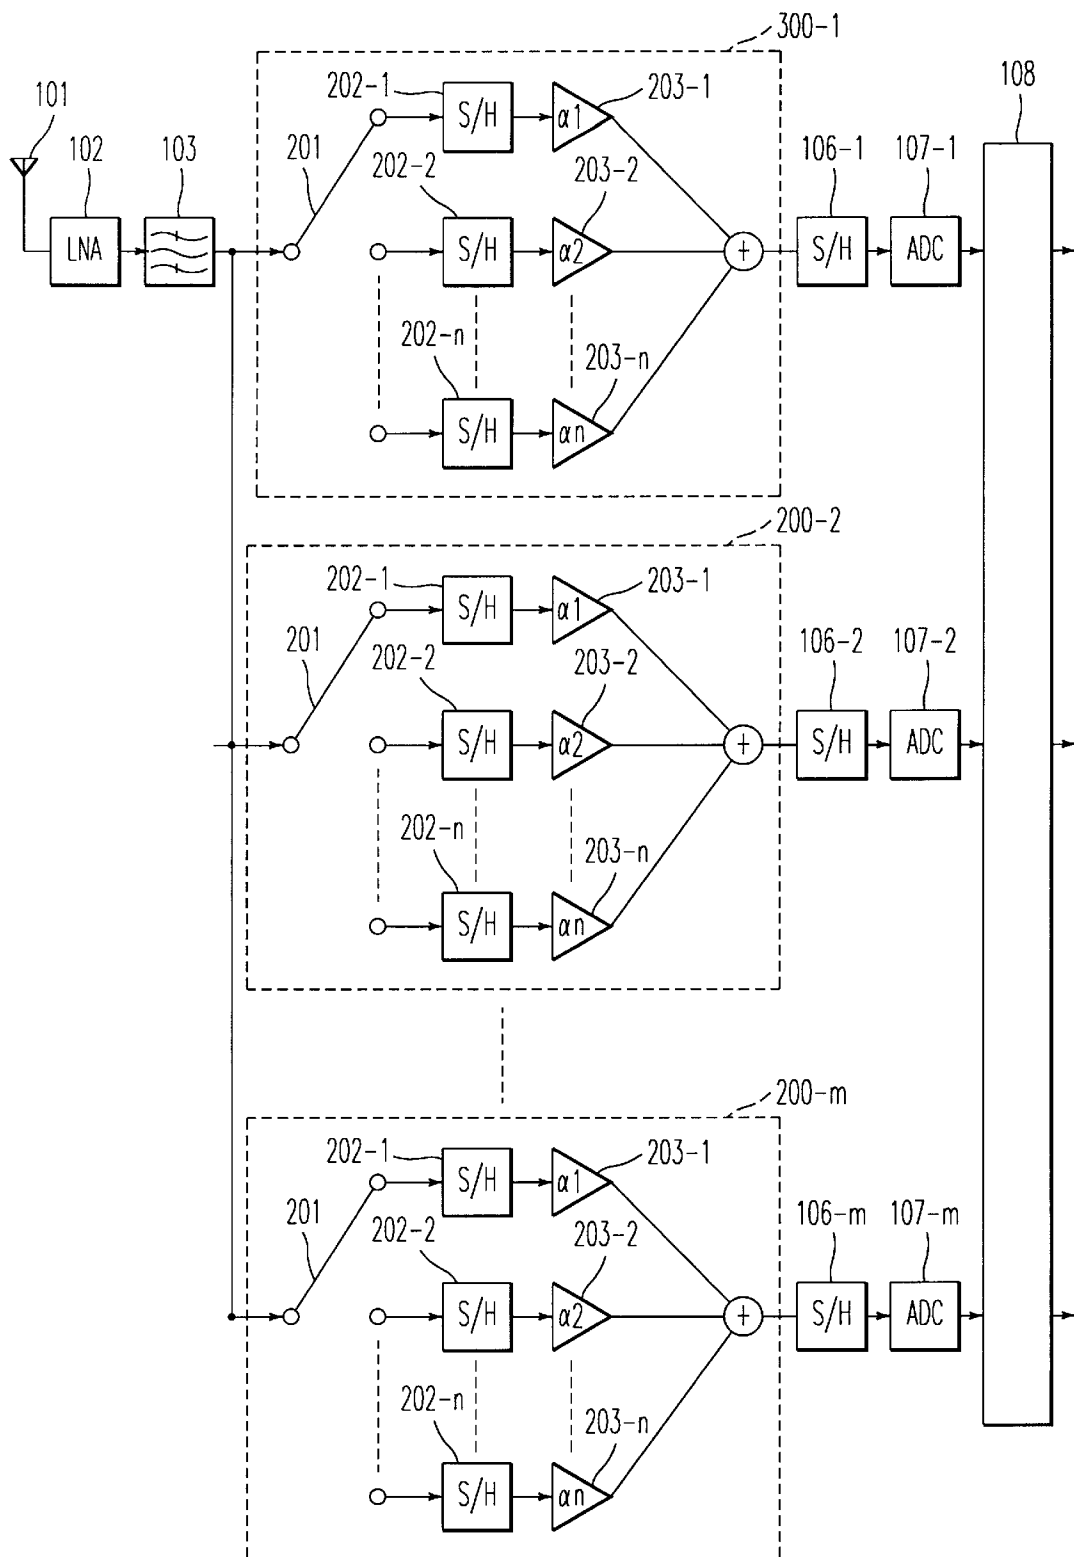 300-1
101
102
103
201
202-1
S/H
α1
203-1
108
202-2
203-2
106-1
107-1
LNA
S/H
α2
+
S/H
ADC
202-n
203-n
S/H
αn
200-2
202-1
S/H
α1
203-1
201
202-2
203-2
106-2
107-2
S/H
α2
+
S/H
ADC
202-n
203-n
S/H
αn
200-m
202-1
S/H
α1
203-1
201
202-2
203-2
106-m
107-m
S/H
α2
+
S/H
ADC
202-n
203-n
S/H
αn